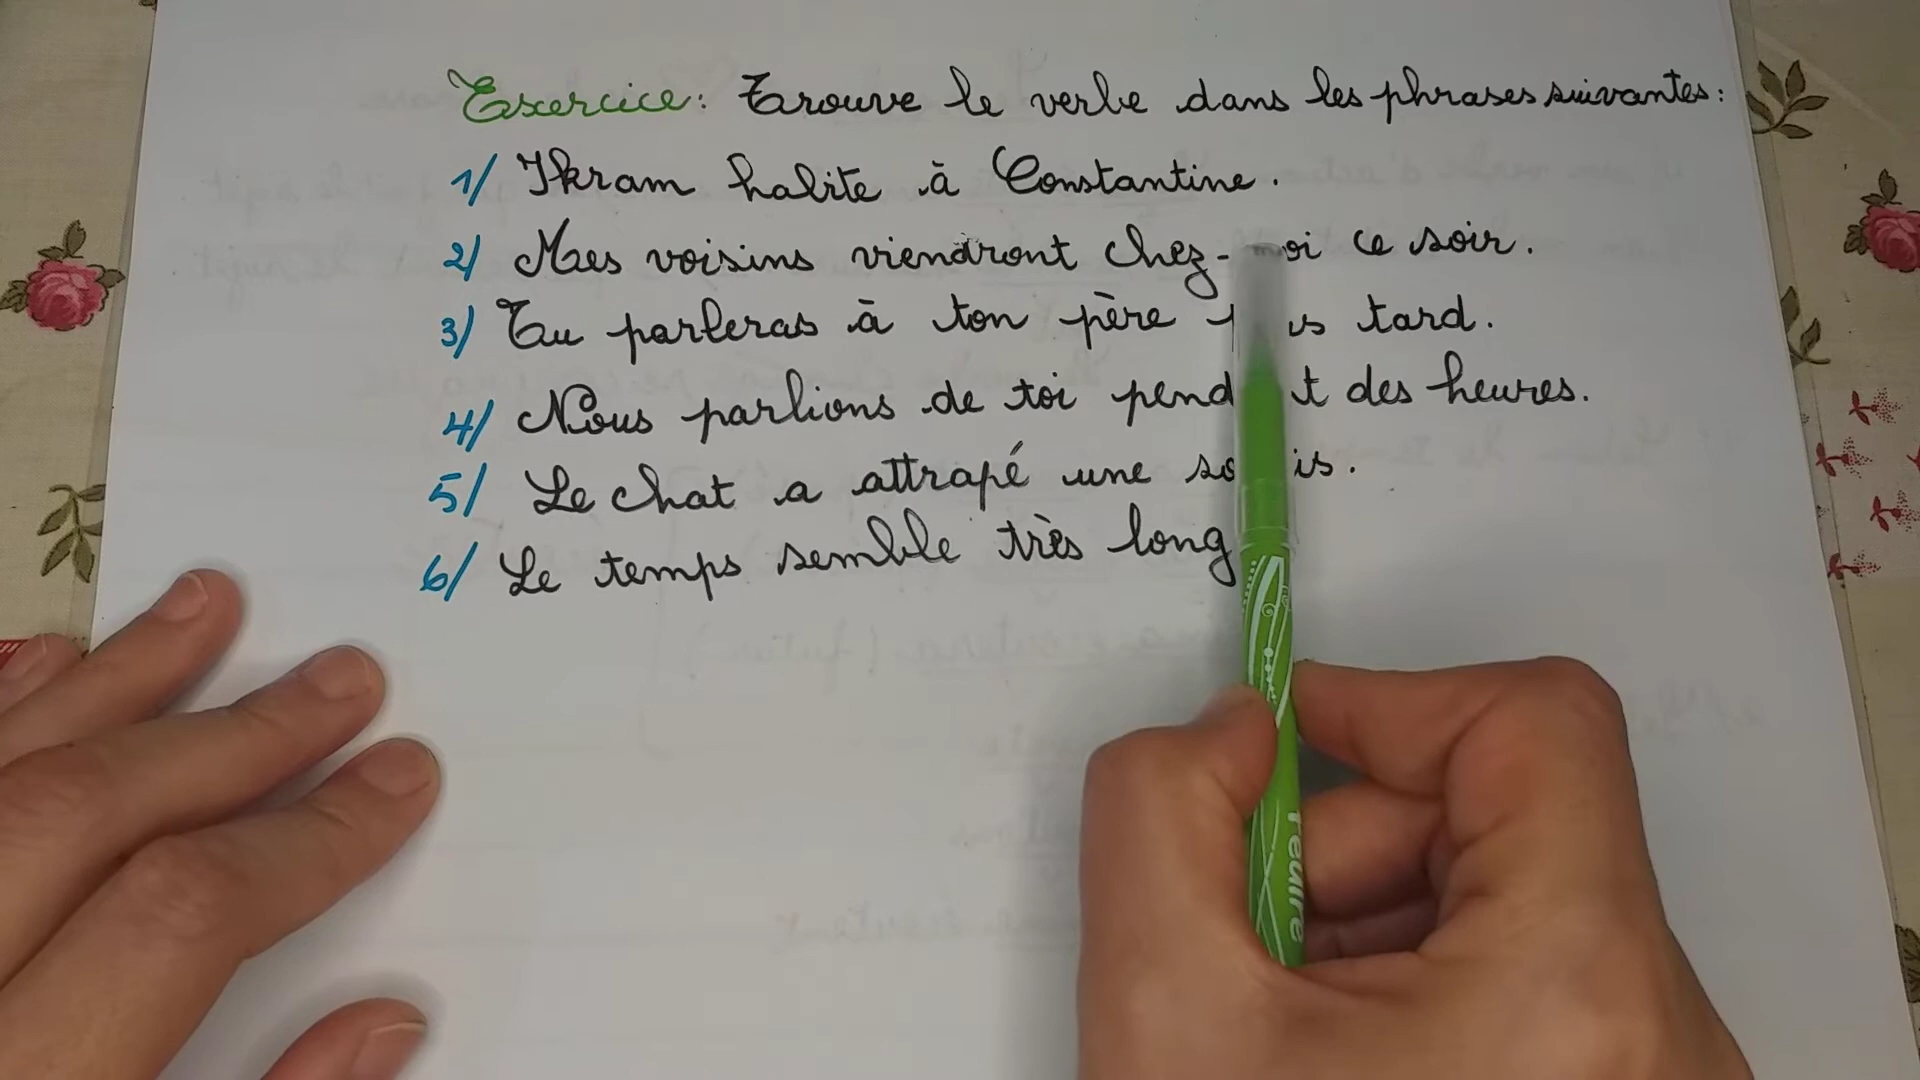 Exercice: Trouve le verbe dans les phrases suivantes:
1/ Ikram habite à Constantine.
2/ Mes voisins viendront chez-moi ce soir.
3/ Tu parleras à ton père tard.
4/ Nous parlions de toi des heures.
5/ Le chat a attrapé une
6/ Le temps semble très long